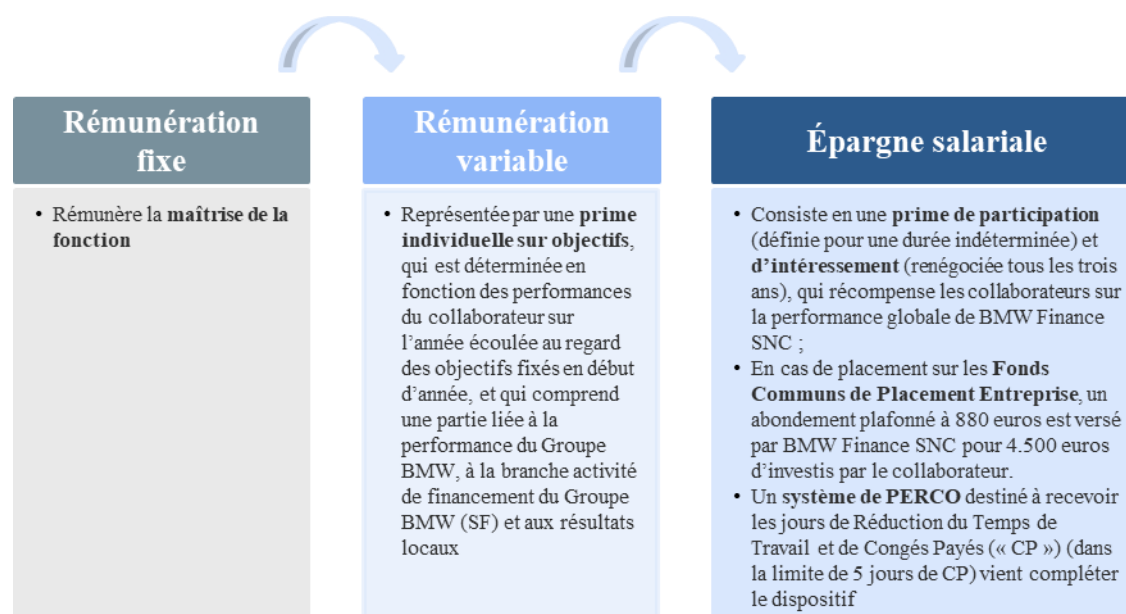 Rémunération
fixe
• Rémunère la maîtrise de la
fonction
Rémunération
variable
• Représentée par une prime
individuelle sur objectifs,
qui est déterminée en
fonction des performances
du collaborateur sur
l'année écoulée au regard
des objectifs fixés en début
d'année, et qui comprend
une partie liée à la
performance du Groupe
BMW, à la branche activité
de financement du Groupe
BMW (SF) et aux résultats
locaux
Épargne salariale
• Consiste en une prime de participation
(définie pour une durée indéterminée) et
d'intéressement (renégociée tous les trois
ans), qui récompense les collaborateurs sur
la performance globale de BMW Finance
SNC ;
• En cas de placement sur les Fonds
Communs de Placement Entreprise, un
abondement plafonné à 880 euros est versé
par BMW Finance SNC pour 4.500 euros
d'investis par le collaborateur.
• Un système de PERCO destiné à recevoir
les jours de Réduction du Temps de
Travail et de Congés Payés (« CP ») (dans
la limite de 5 jours de CP) vient compléter
le dispositif